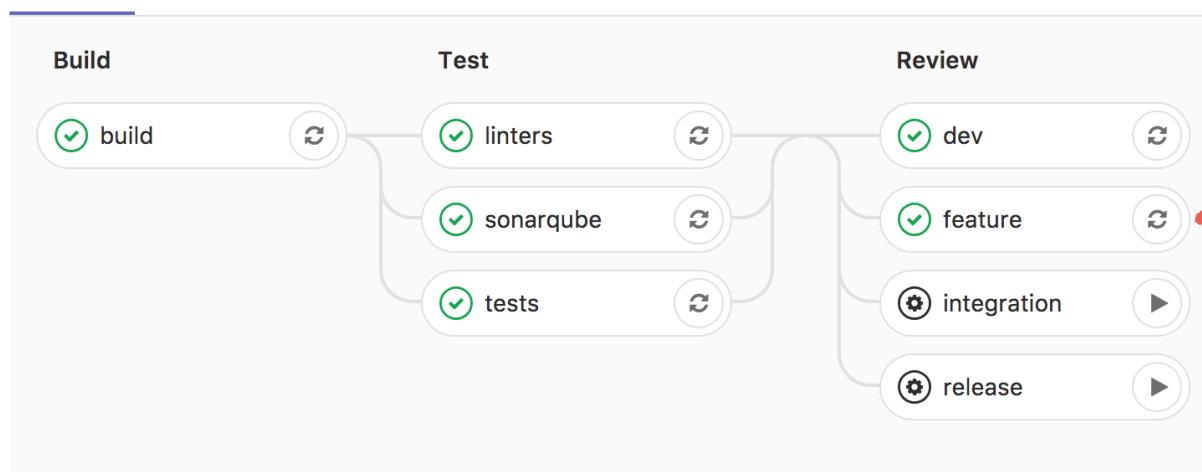 Build
Test
Review
build
linters
dev
sonarqube
feature
tests
integration
release